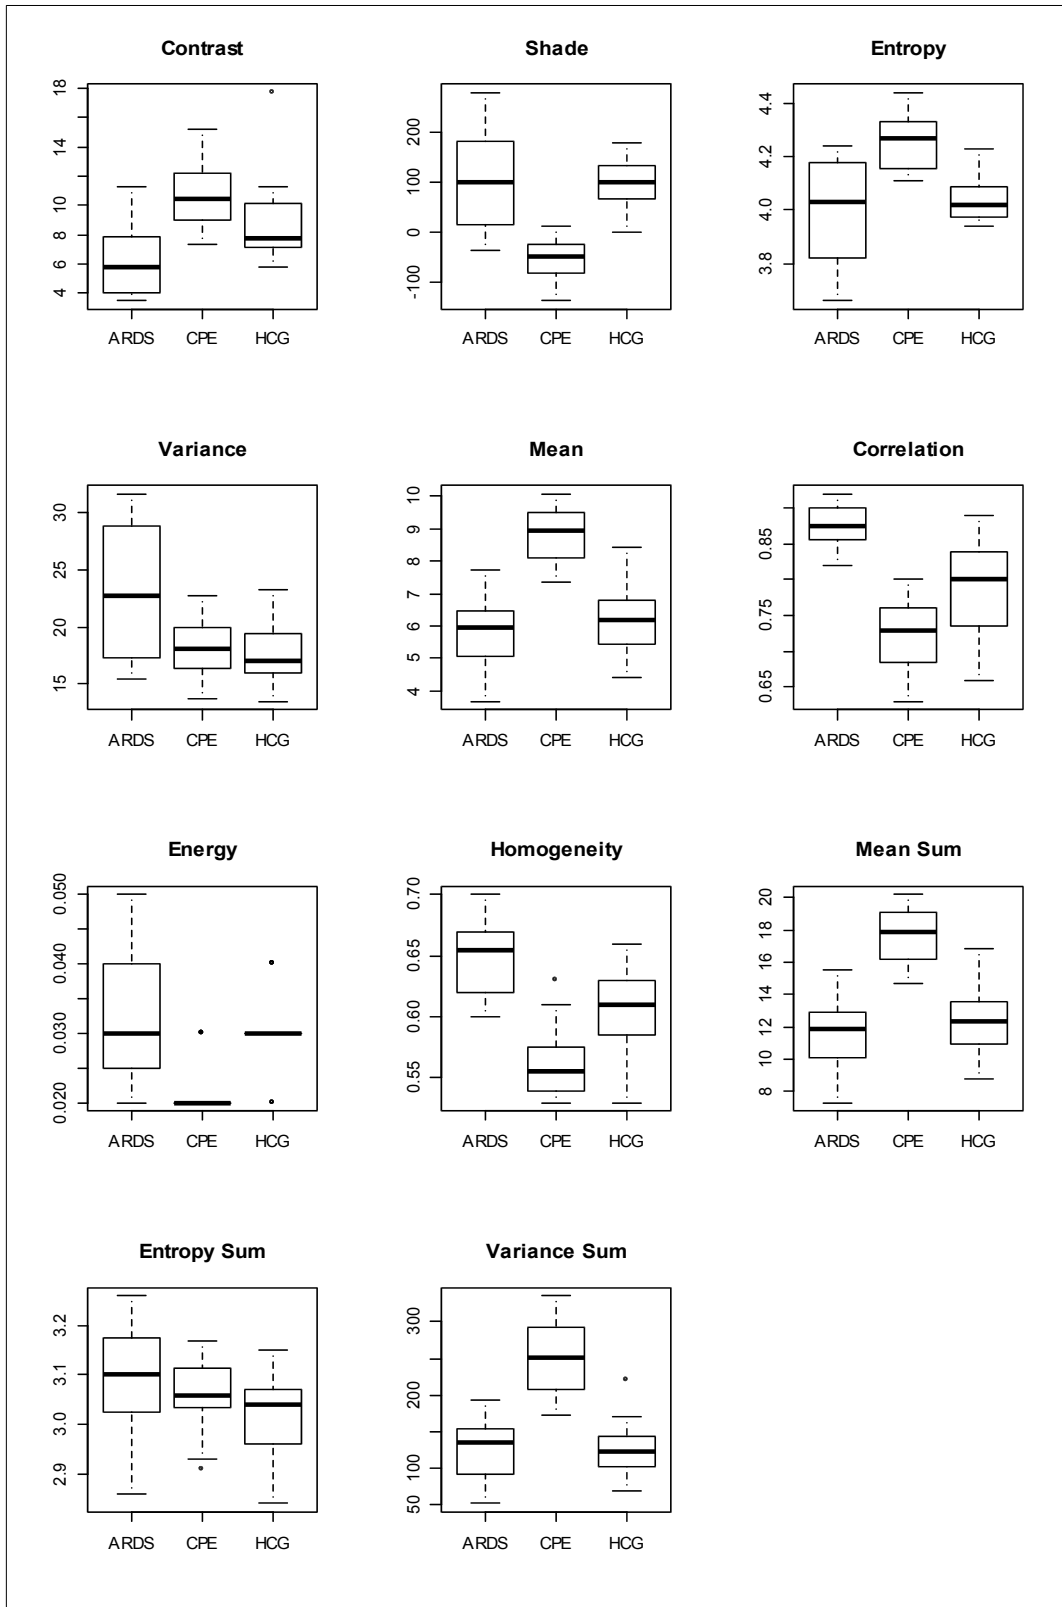 Contrast
18
14
10
8
6
4
ARDS CPE HCG
Shade
200
100
0
-100
ARDS CPE HCG
Entropy
4.4
4.2
4.0
3.8
ARDS CPE HCG
Variance
30
25
20
15
ARDS CPE HCG
Mean
10
9
8
7
6
5
4
ARDS CPE HCG
Correlation
0.85
0.75
0.65
ARDS CPE HCG
Energy
0.050
0.040
0.030
0.020
ARDS CPE HCG
Homogeneity
0.70
0.65
0.60
0.55
ARDS CPE HCG
Mean Sum
20
18
16
14
12
10
8
ARDS CPE HCG
Entropy Sum
3.2
3.1
3.0
2.9
ARDS CPE HCG
Variance Sum
300
200
100
50
ARDS CPE HCG